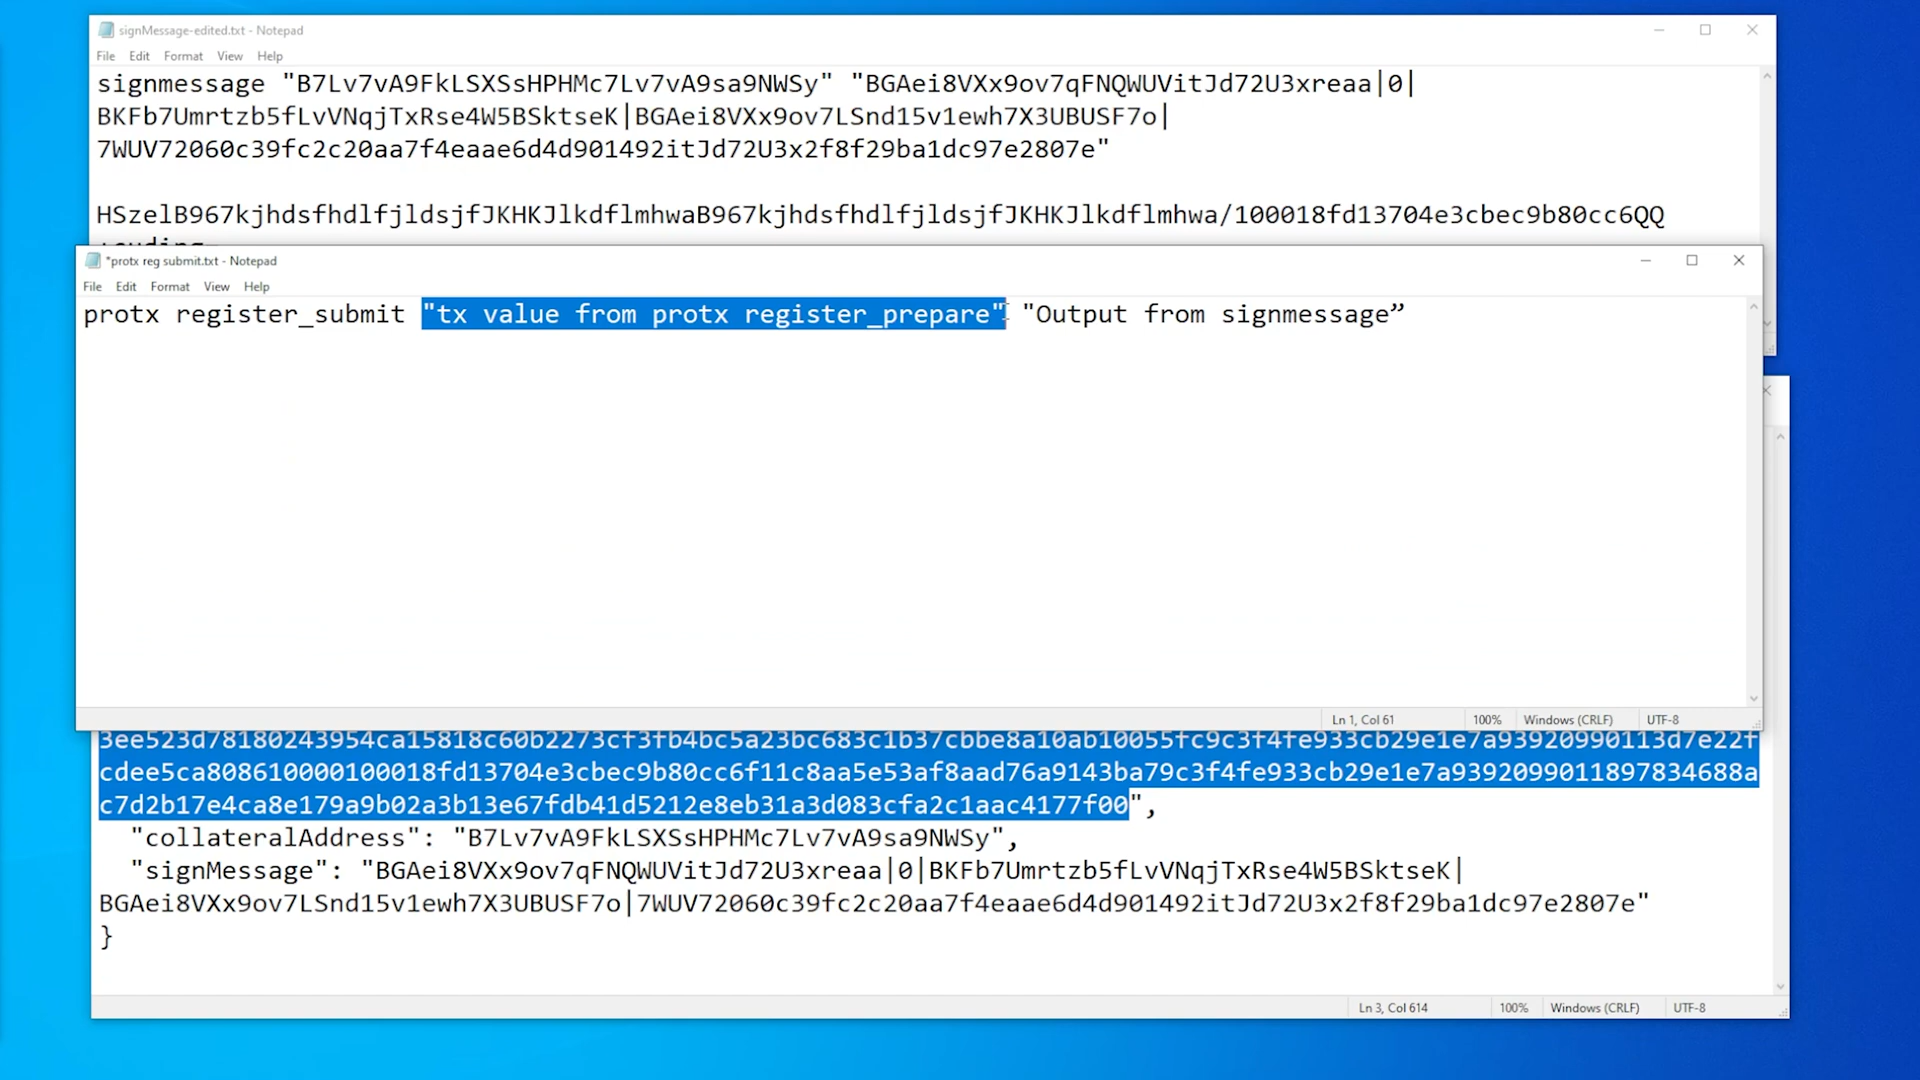 signMessage-edited.txt - Notepad
File Edit Format View Help
signmessage "B7Lv7vA9FkLSXSsHPHMc7Lv7vA9sa9NWSy" "BGAei8VXx9ov7qFNQWUVitJd72U3xreaa|0|
BKFb7Umrtzb5fLvVNqjTxRse4W5BSktseK|BGAei8VXx9ov7LSnd15v1ewh7X3UBUSF7o|
7WUV72060c39fc2c20aa7f4eaae6d4d901492itJd72U3x2f8f29ba1dc97e2807e"
HSzelB967kjhdsfhdlfjldsjfJKHKJlkdflmhwaB967kjhdsfhdlfjldsjfJKHKJlkdflmhwa/100018fd13704e3cbec9b80cc6QQ
*protx reg submit.txt - Notepad
File Edit Format View Help
protx register_submit "tx value from protx register_prepare" "Output from signmessage”
Ln 1, Col 61 100% Windows (CRLF) UTF-8
3ee523d78180243954ca15818c60b2273cf3fb4bc5a23bc683c1b37cbbe8a10ab10055fc9c3f4fe933cb29e1e7a93920990113d7e22f
cdee5ca808610000100018fd13704e3cbec9b80cc6f11c8aa5e53af8aad76a9143ba79c3f4fe933cb29e1e7a9392099011897834688a
c7d2b17e4ca8e179a9b02a3b13e67fdb41d5212e8eb31a3d083cfa2c1aac4177f00",
"collateralAddress": "B7Lv7vA9FkLSXSsHPHMc7Lv7vA9sa9NWSy",
"signMessage": "BGAei8VXx9ov7qFNQWUVitJd72U3xreaa|0|BKFb7Umrtzb5fLvVNqjTxRse4W5BSktseK|
BGAei8VXx9ov7LSnd15v1ewh7X3UBUSF7o|7WUV72060c39fc2c20aa7f4eaae6d4d901492itJd72U3x2f8f29ba1dc97e2807e"
}
Ln 3, Col 614 100% Windows (CRLF) UTF-8